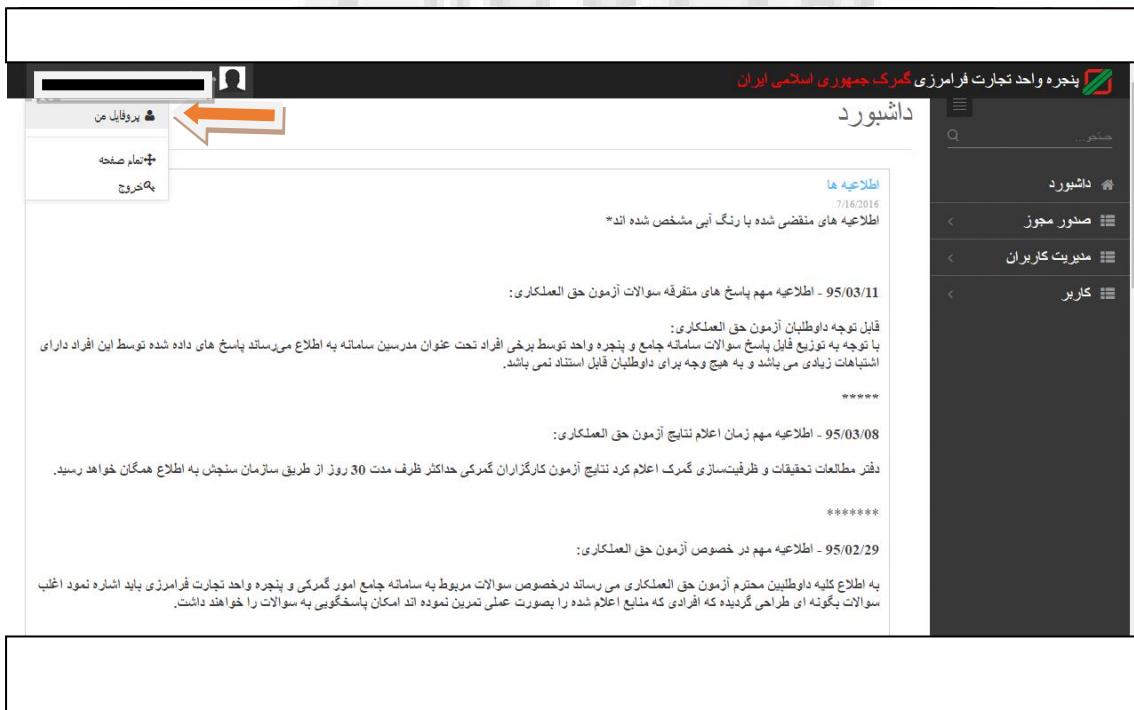 پنجره واحد تجارت فرامرزی گمرک جمهوری اسلامی ایران
پروفایل من
تمام صفحه
خروج
جستجو...
داشبورد
صدور مجوز
مدیریت کاربران
کاربر
داشبورد
اطلاعیه ها
7/16/2016
اطلاعیه های منقضی شده با رنگ آبی مشخص شده اند*
95/03/11 - اطلاعیه مهم پاسخ های متفرقه سوالات آزمون حق العملکاری:
قابل توجه داوطلبان آزمون حق العملکاری:
با توجه به توزیع فایل پاسخ سوالات سامانه جامع و پنجره واحد توسط برخی افراد تحت عنوان مدرسین سامانه به اطلاع می‌رساند پاسخ های داده شده توسط این افراد دارای
اشتباهات زیادی می باشد و به هیچ وجه برای داوطلبان قابل استناد نمی باشد.
*****
95/03/08 - اطلاعیه مهم زمان اعلام نتایج آزمون حق العملکاری:
دفتر مطالعات تحقیقات و ظرفیت‌سازی گمرک اعلام کرد نتایج آزمون کارگزاران گمرکی حداکثر ظرف مدت 30 روز از طریق سازمان سنجش به اطلاع همگان خواهد رسید.
*******
95/02/29 - اطلاعیه مهم در خصوص آزمون حق العملکاری:
به اطلاع کلیه داوطلبین محترم آزمون حق العملکاری می رساند درخصوص سوالات مربوط به سامانه جامع امور گمرکی و پنجره واحد تجارت فرامرزی باید اشاره نمود اغلب
سوالات بگونه ای طراحی گردیده که افرادی که منابع اعلام شده را بصورت عملی تمرین نموده اند امکان پاسخگویی به سوالات را خواهند داشت.